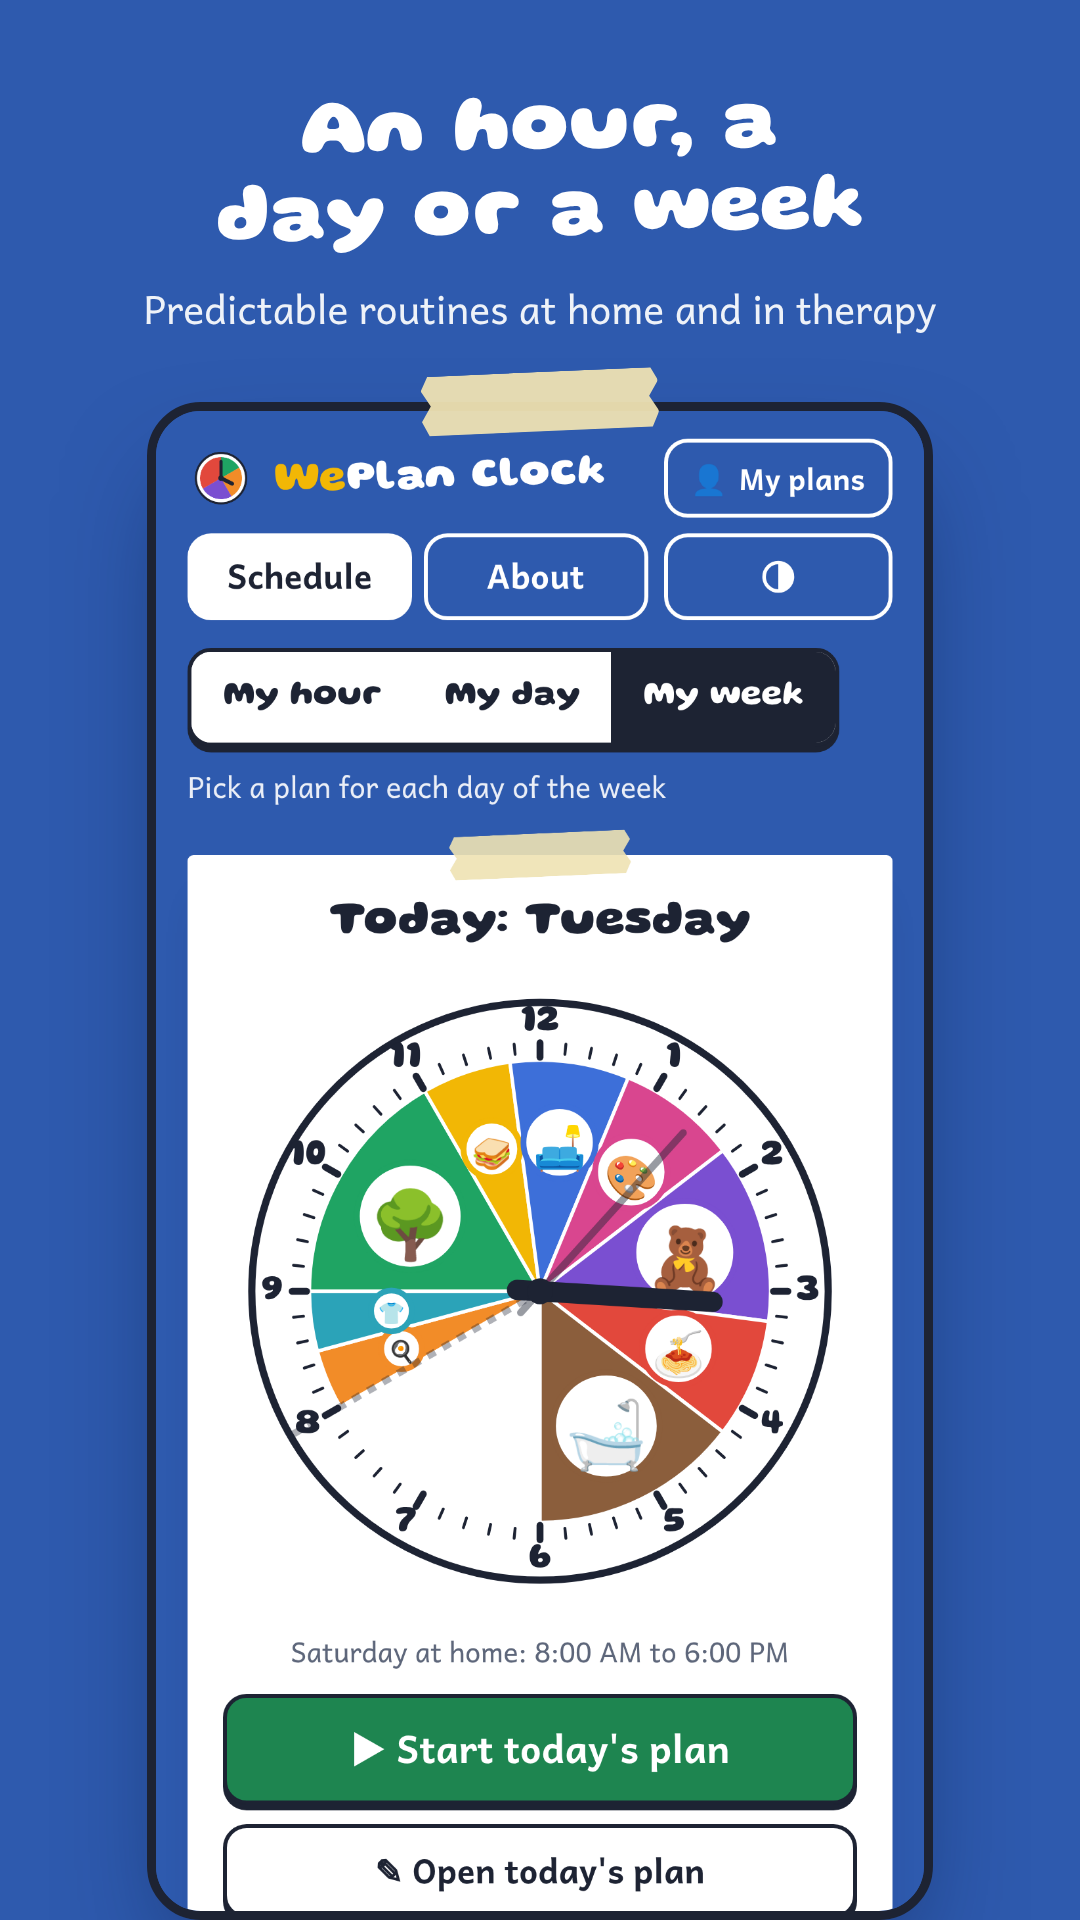 An hour, a
day or a week
Predictable routines at home and in therapy
WePlan Clock
My plans
Schedule
About
My hour
My day
My week
Pick a plan for each day of the week
Today: Tuesday
12
1
2
3
4
5
6
7
8
9
10
11
Saturday at home: 8:00 AM to 6:00 PM
▶ Start today's plan
✎ Open today's plan